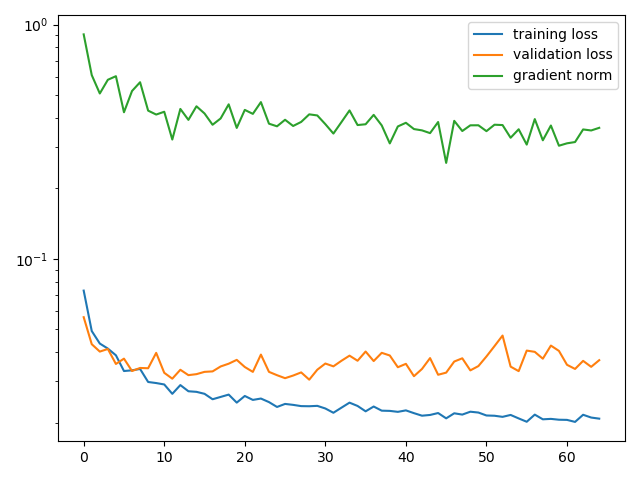 10⁰
10⁻¹
training loss
validation loss
gradient norm
0 10 20 30 40 50 60